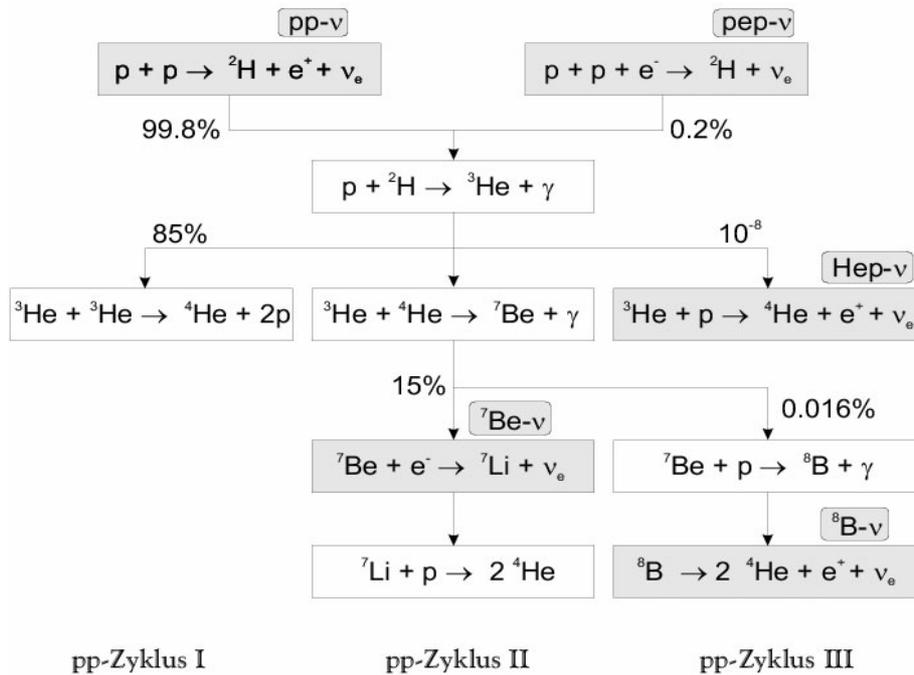 pp-ν
pep-ν
p + p → ²H + e⁺ + νₑ
p + p + e⁻ → ²H + νₑ
99.8%
0.2%
p + ²H → ³He + γ
85%
10⁻⁸
Hep-ν
³He + ³He → ⁴He + 2p
³He + ⁴He → ⁷Be + γ
³He + p → ⁴He + e⁺ + νₑ
15%
0.016%
⁷Be-ν
⁷Be + e⁻ → ⁷Li + νₑ
⁷Be + p → ⁸B + γ
⁸B-ν
⁷Li + p → 2 ⁴He
⁸B → 2 ⁴He + e⁺ + νₑ
pp-Zyklus I
pp-Zyklus II
pp-Zyklus III